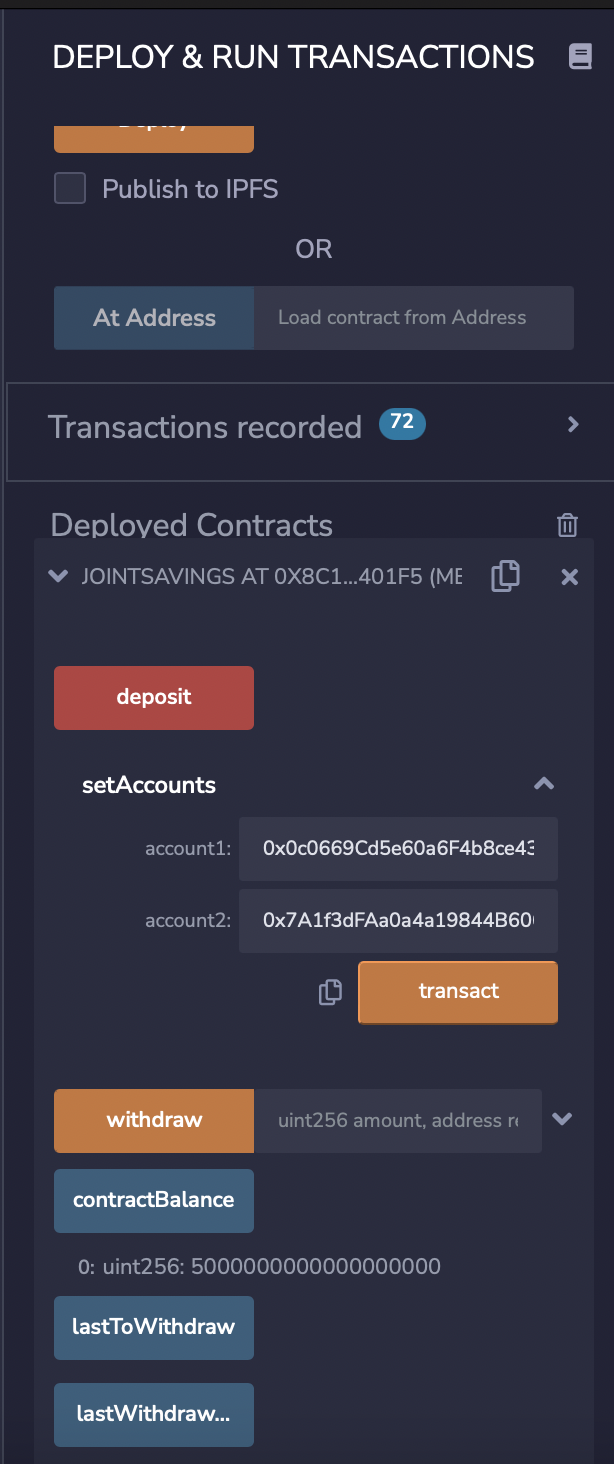 DEPLOY & RUN TRANSACTIONS
Deploy
Publish to IPFS
OR
At Address Load contract from Address
Transactions recorded 72
Deployed Contracts
JOINTSAVINGS AT 0X8C1...401F5 (ME
deposit
setAccounts
account1: 0x0c0669Cd5e60a6F4b8ce43
account2: 0x7A1f3dFAa0a4a19844B60
transact
withdraw uint256 amount, address re
contractBalance
0: uint256: 5000000000000000000
lastToWithdraw
lastWithdraw...